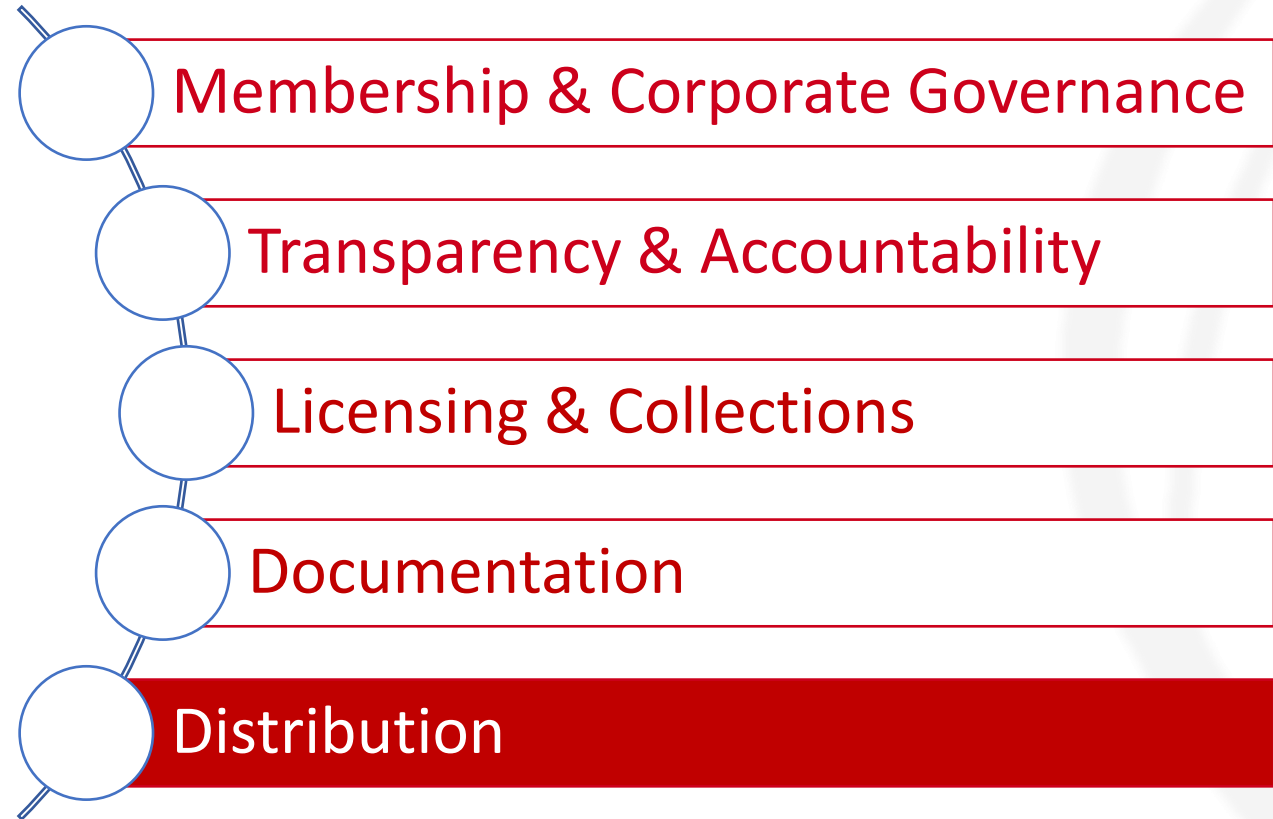 Membership & Corporate Governance
Transparency & Accountability
Licensing & Collections
Documentation
Distribution